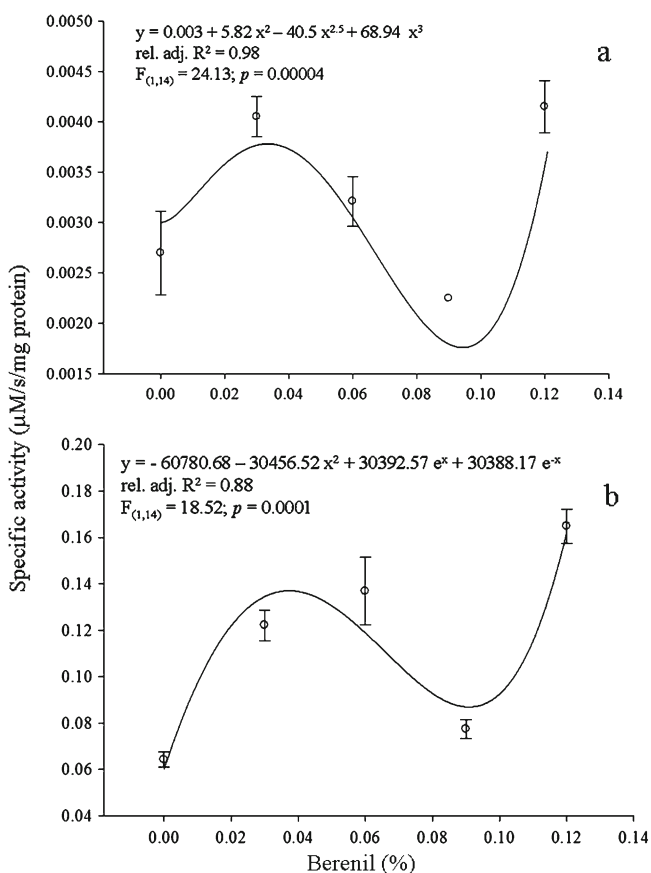 y = 0.003 + 5.82 x² – 40.5 x²·⁵ + 68.94 x³
rel. adj. R² = 0.98
F(1,14) = 24.13; p = 0.00004
a
0.0050
0.0045
0.0040
0.0035
0.0030
0.0025
0.0020
0.0015
0.00 0.02 0.04 0.06 0.08 0.10 0.12 0.14
Specific activity (μM/s/mg protein)
y = - 60780.68 – 30456.52 x² + 30392.57 eˣ + 30388.17 e⁻ˣ
rel. adj. R² = 0.88
F(1,14) = 18.52; p = 0.0001
b
0.20
0.18
0.16
0.14
0.12
0.10
0.08
0.06
0.04
0.00 0.02 0.04 0.06 0.08 0.10 0.12 0.14
Berenil (%)